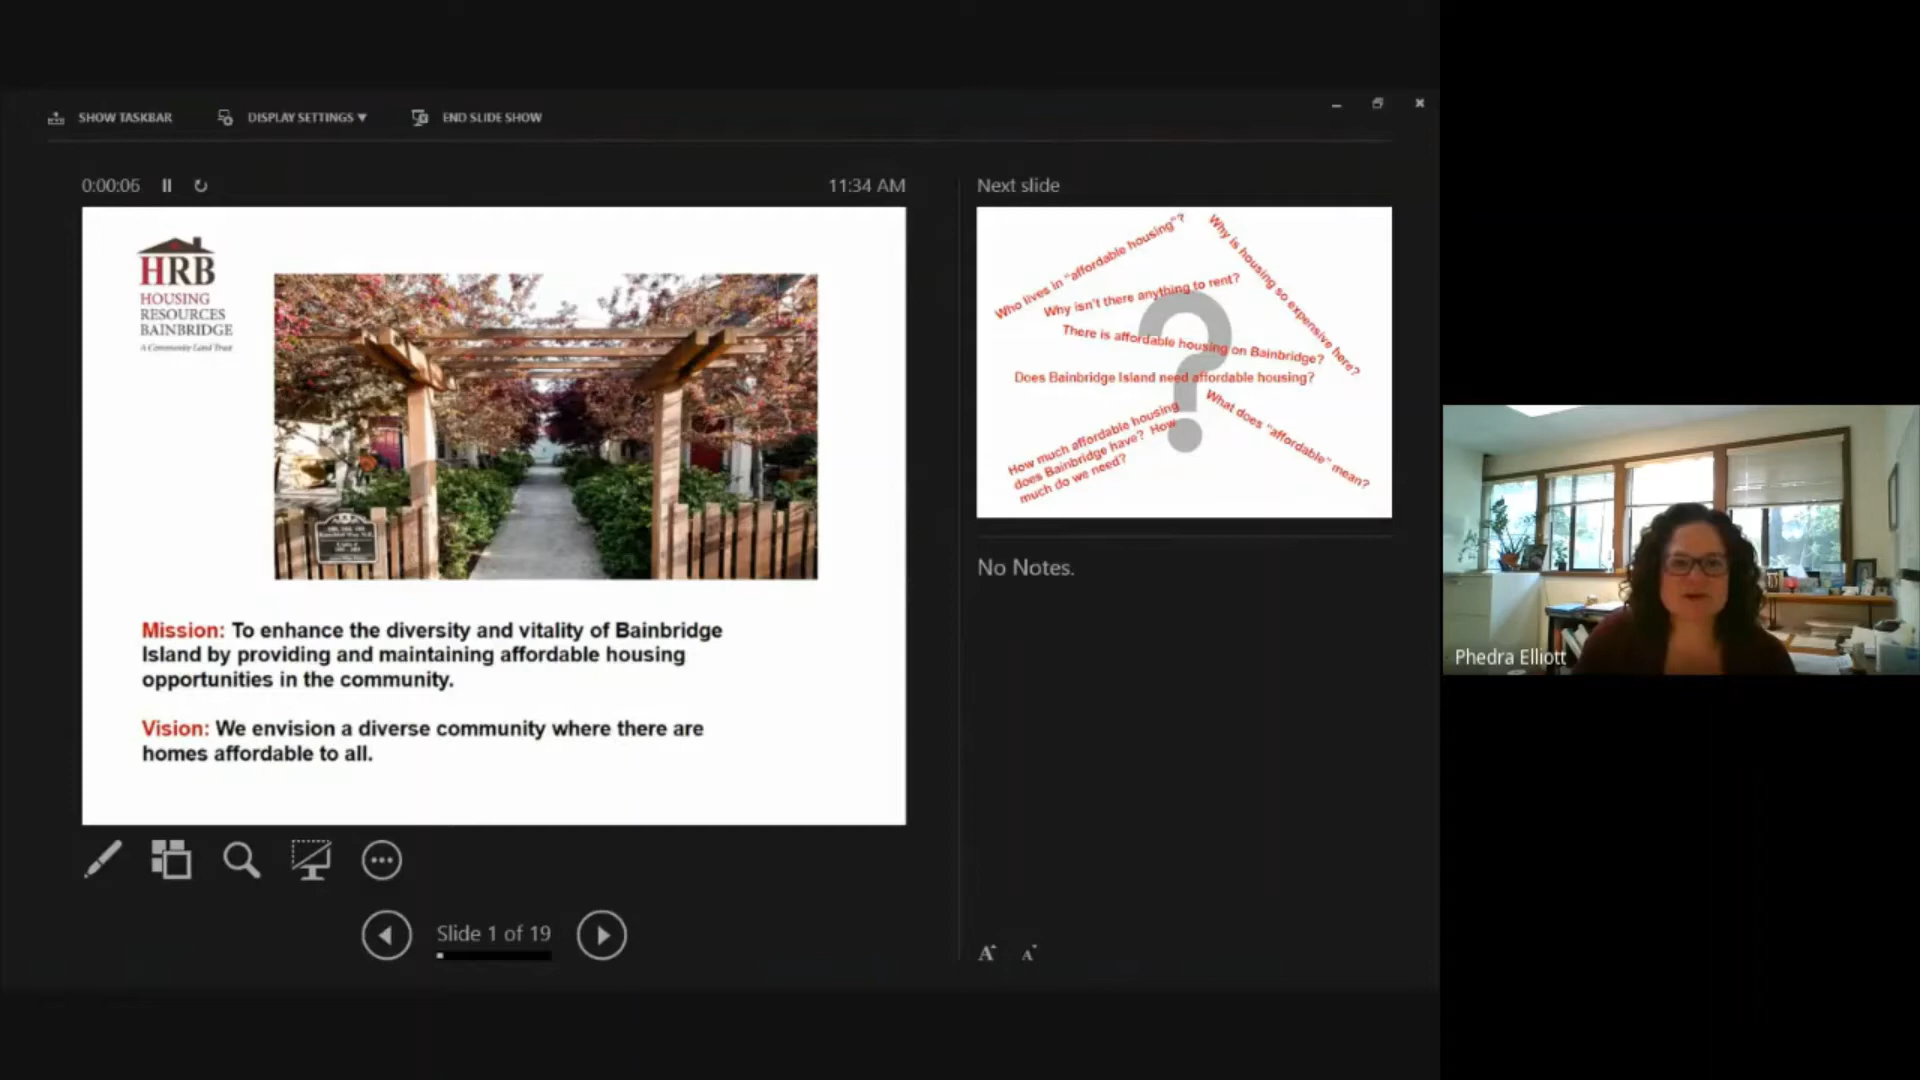 SHOW TASKBAR
DISPLAY SETTINGS ▼
END SLIDE SHOW
0:00:06
11:34 AM
Next slide
HRB
HOUSING
RESOURCES
BAINBRIDGE
A Community Land Trust
Mission: To enhance the diversity and vitality of Bainbridge
Island by providing and maintaining affordable housing
opportunities in the community.
Vision: We envision a diverse community where there are
homes affordable to all.
Who lives in "affordable housing"?
Why is housing so expensive here?
Why isn't there anything to rent?
There is affordable housing on Bainbridge?
Does Bainbridge Island need affordable housing?
What does "affordable" mean?
How much affordable housing
does Bainbridge have? How
much do we need?
No Notes.
Slide 1 of 19
A A
Phedra Elliott